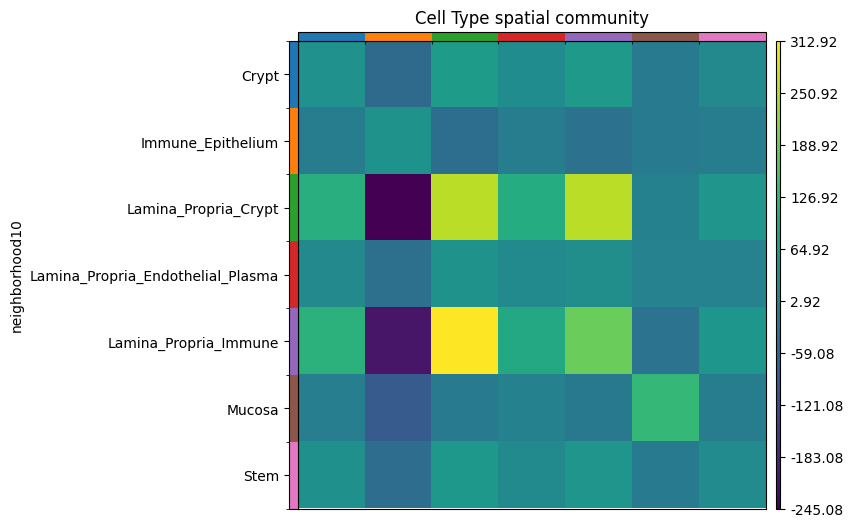 Cell Type spatial community
neighborhood10
Crypt
Immune_Epithelium
Lamina_Propria_Crypt
Lamina_Propria_Endothelial_Plasma
Lamina_Propria_Immune
Mucosa
Stem
312.92
250.92
188.92
126.92
64.92
2.92
-59.08
-121.08
-183.08
-245.08